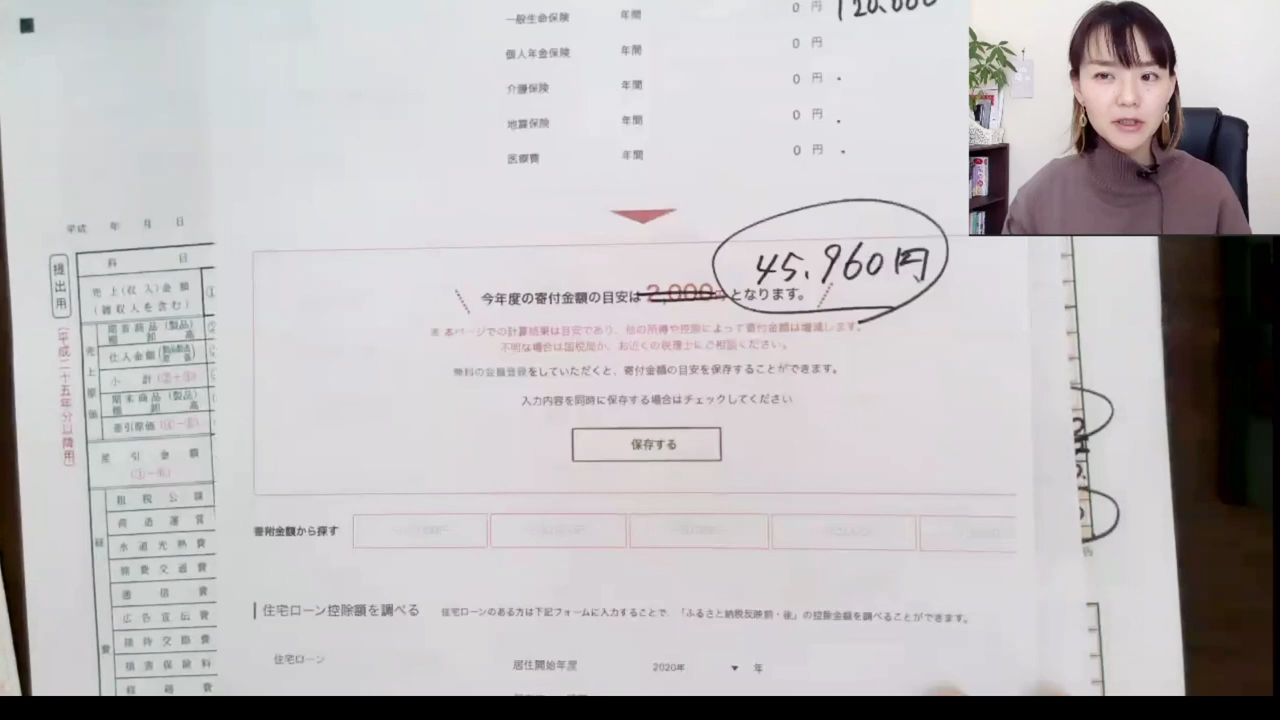 一般生命保険 年間 0 円 120,000
個人年金保険 年間 0 円
介護保険 年間 0 円
地震保険 年間 0 円
医療費 年間 0 円
45,960円
今年度の寄付金額の目安は 2,000円 となります。
※ 本ページでの計算結果は目安であり、他の所得や控除によって寄付金額は増減します。
不明な場合は国税局か、お近くの税理士にご相談ください。
無料の会員登録をしていただくと、寄付金額の目安を保存することができます。
入力内容を同時に保存する場合はチェックしてください
保存する
寄附金額から探す
住宅ローン控除額を調べる 住宅ローンのある方は下記フォームに入力することで、「ふるさと納税反映前・後」の控除金額を調べることができます。
住宅ローン 居住開始年度 2020年 ▼ 年
平成 年 月 日
提出用
(平成二十五年分以降用)
科 目
売上(収入)金額
(雑収入を含む)
売上原価
期首商品(製品)棚卸高
仕入金額(製品製造原価)
小計(②+③)
期末商品(製品)棚卸高
差引原価(④-⑤)
差引金額
(①-⑥)
経
費
租税公課
荷造運賃
水道光熱費
旅費交通費
通信費
広告宣伝費
接待交際費
損害保険料